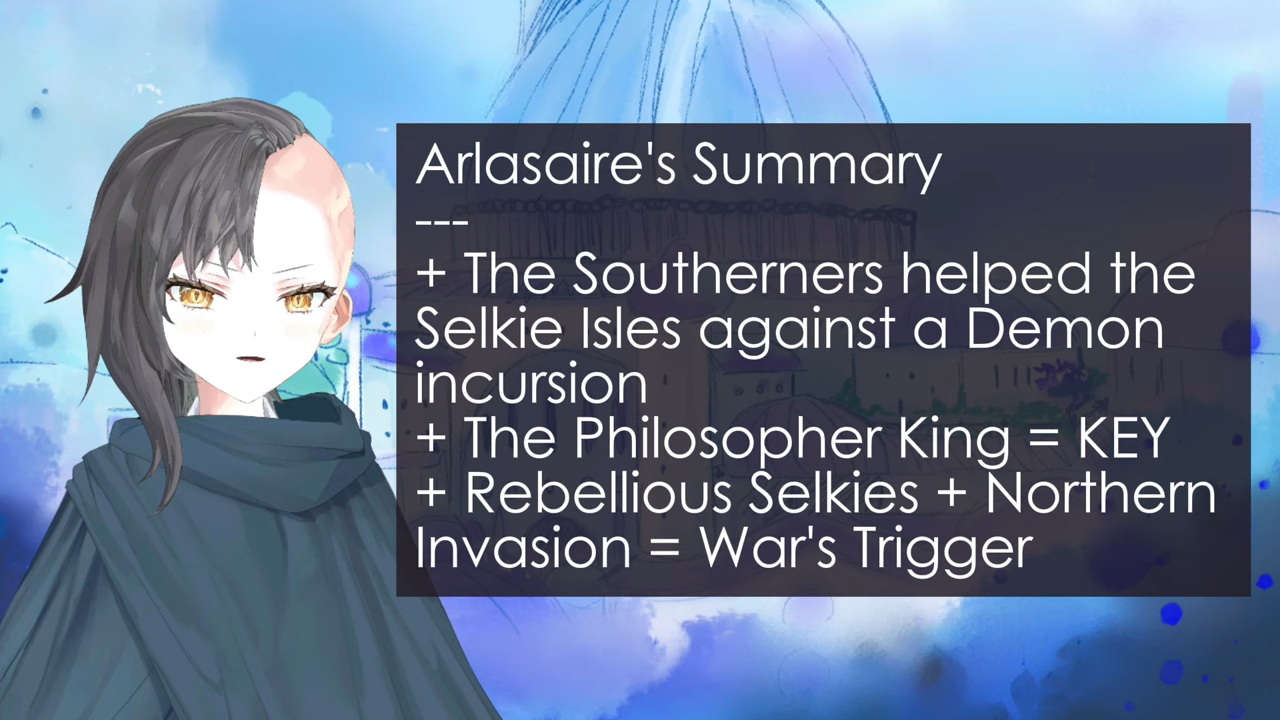 Arlasaire's Summary
---
+ The Southerners helped the
Selkie Isles against a Demon
incursion
+ The Philosopher King = KEY
+ Rebellious Selkies + Northern
Invasion = War's Trigger